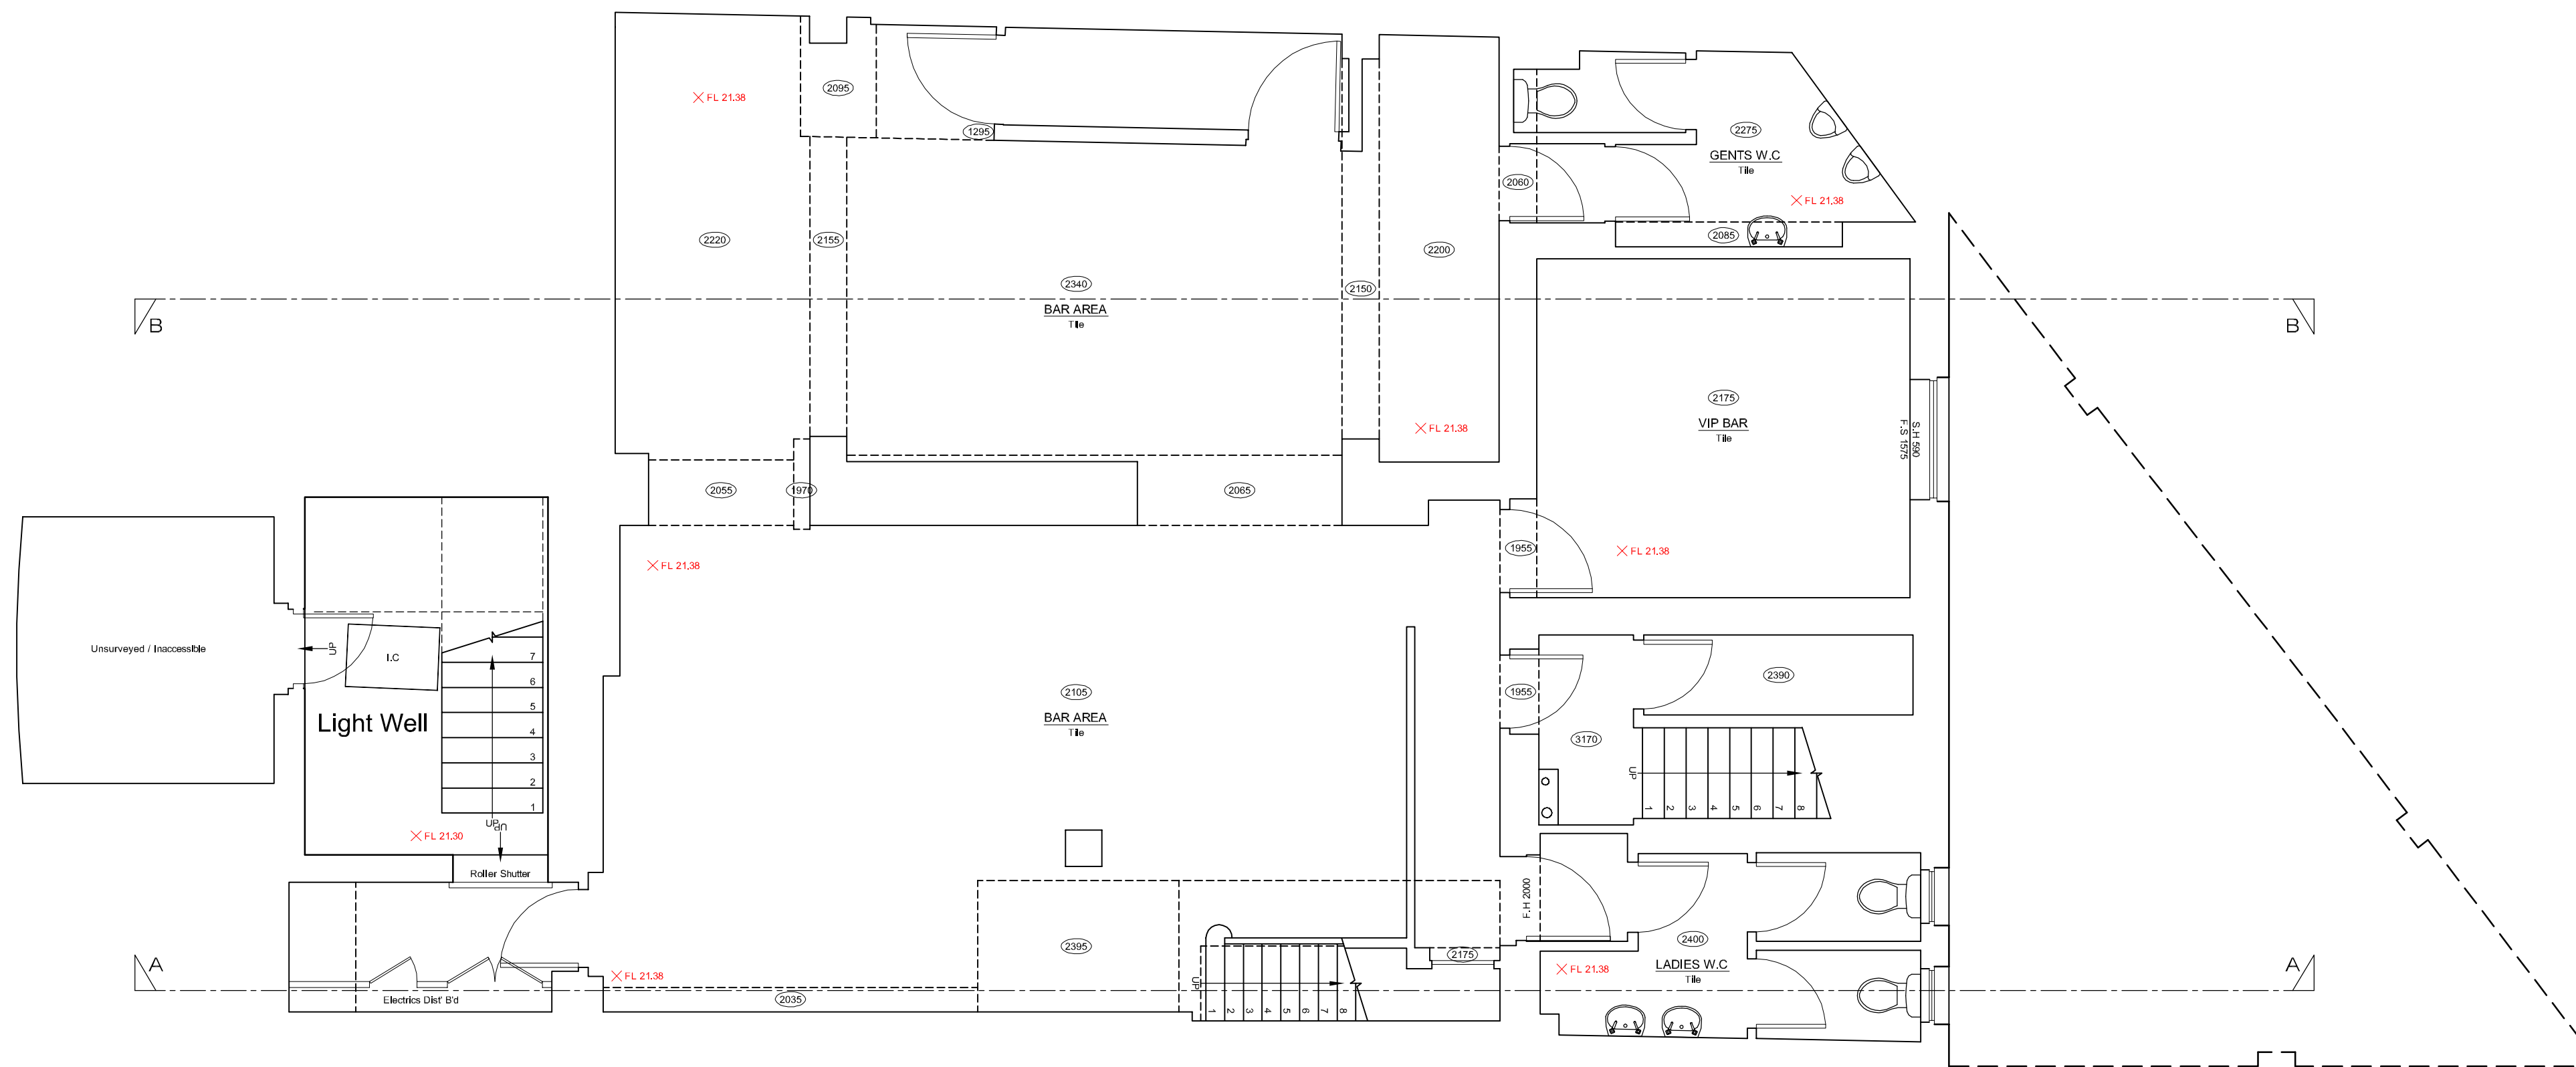 FL 21.38
2095
1295
2275
GENTS W.C
Tile
2060
FL 21.38
2085
2220
2155
2200
2340
BAR AREA
Tile
2150
B
B
2175
VIP BAR
Tile
S.H 590
F.S 1575
FL 21.38
2055
1970
2065
1955
FL 21.38
FL 21.38
Unsurveyed / Inaccessible
UP
I.C
7
6
5
4
3
2
1
UP
UP
Light Well
FL 21.30
Roller Shutter
2105
BAR AREA
Tile
1955
2390
3170
UP
1
2
3
4
5
6
7
8
F.H 2000
2395
2175
2400
LADIES W.C
Tile
FL 21.38
A
A
FL 21.38
Electrics Dist' B'd
2035
UP
1
2
3
4
5
6
7
8